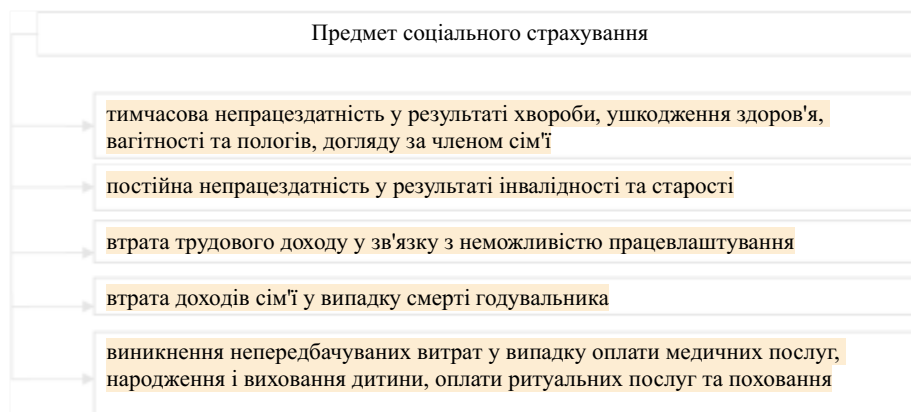 Предмет соціального страхування
тимчасова непрацездатність у результаті хвороби, ушкодження здоров'я,
вагітності та пологів, догляду за членом сім'ї
постійна непрацездатність у результаті інвалідності та старості
втрата трудового доходу у зв'язку з неможливістю працевлаштування
втрата доходів сім'ї у випадку смерті годувальника
виникнення непередбачуваних витрат у випадку оплати медичних послуг,
народження і виховання дитини, оплати ритуальних послуг та поховання